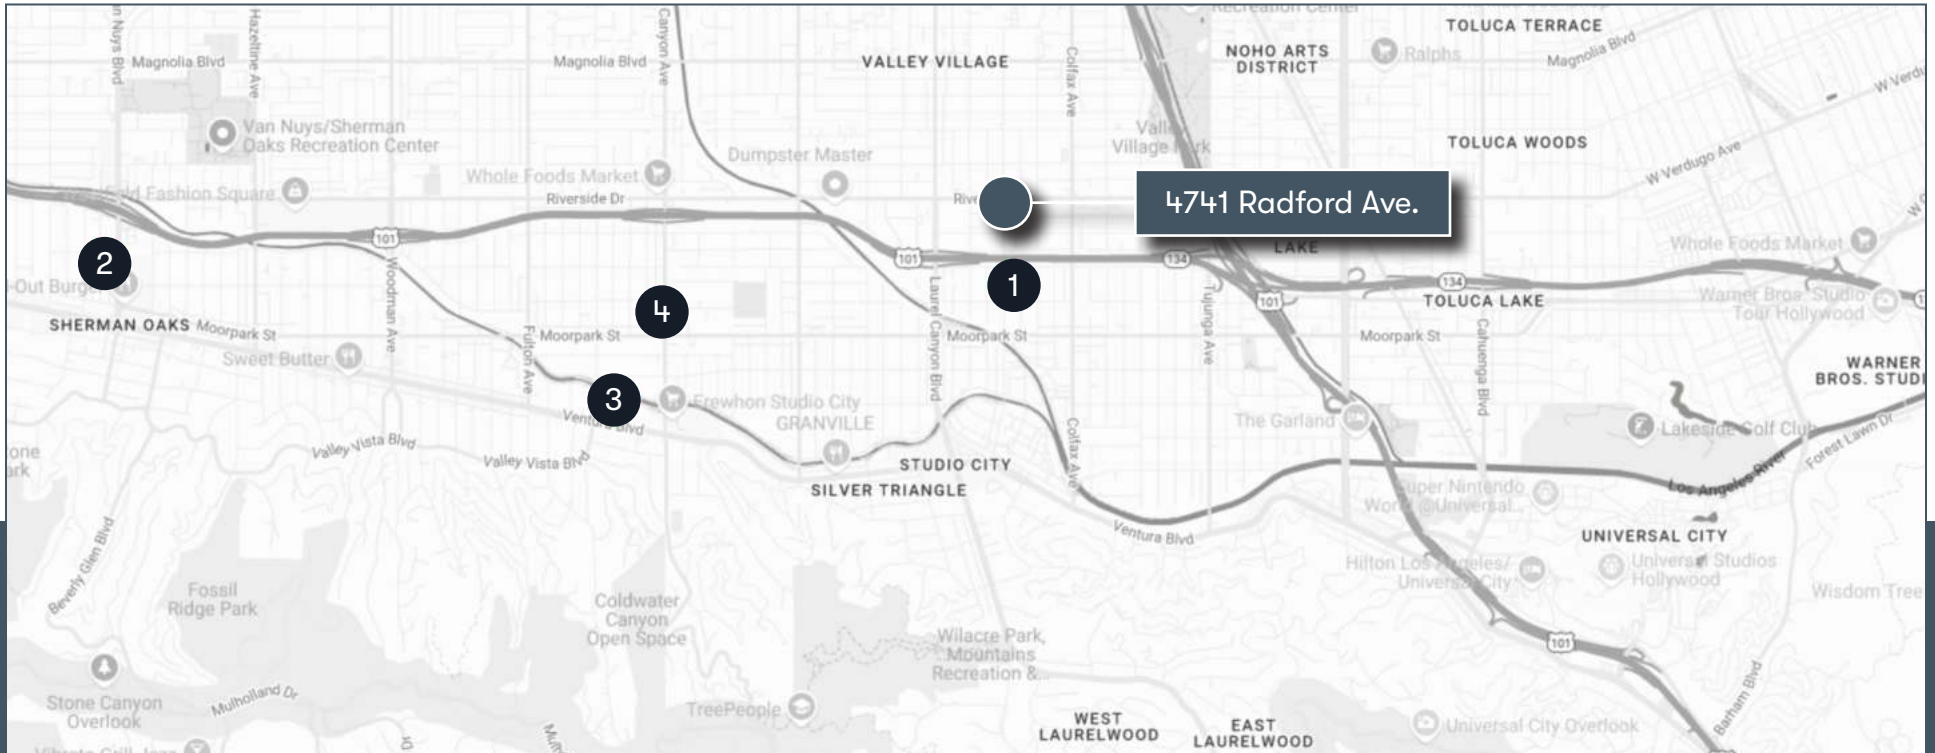 Magnolia Blvd
Hazeltine Ave
Van Nuys/Sherman
Oaks Recreation Center
Magnolia Blvd
Canyon Ave
VALLEY VILLAGE
Colfax Ave
Recreation Center
NOHO ARTS
DISTRICT
Ralphs
TOLUCA TERRACE
Magnolia Blvd
W Verdu
TOLUCA WOODS
W Verdugo Ave
Valley
Village Park
Dumpster Master
Whole Foods Market
Riverside Dr
Fashion Square
4741 Radford Ave.
LAKE
Whole Foods Market
101
101
134
134
101
2
1
4
3
-Out Burger
SHERMAN OAKS
Moorpark St
Sweet Butter
Woodman Ave
Fulton Ave
Moorpark St
Laurel Canyon Blvd
Moorpark St
Tujunga Ave
TOLUCA LAKE
Moorpark St
Cahuenga Blvd
Warner Bros. Studio
Tour Hollywood
WARNER
BROS. STUDI
Ventura Blvd
Frewhon Studio City
GRANVILLE
The Garland
Lakeside Golf Club
Forest Lawn Dr
Los Angeles River
Valley Vista Blvd
Valley Vista Blvd
STUDIO CITY
SILVER TRIANGLE
Colfax Ave
Ventura Blvd
Super Nintendo
World @Universal...
UNIVERSAL CITY
Hilton Los Angeles/
Universal City
Universal Studios
Hollywood
Wisdom Tree
Beverly Glen Blvd
Fossil
Ridge Park
Coldwater
Canyon
Open Space
Wilacre Park,
Mountains
Recreation &...
101
Barham Blvd
Stone Canyon
Overlook
Mulholland Dr
TreePeople
WEST
LAURELWOOD
EAST
LAURELWOOD
Universal City Overlook